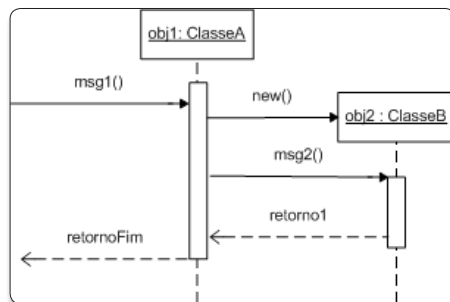 obj1: ClasseA
msg1()
new()
obj2 : ClasseB
msg2()
retorno1
retornoFim